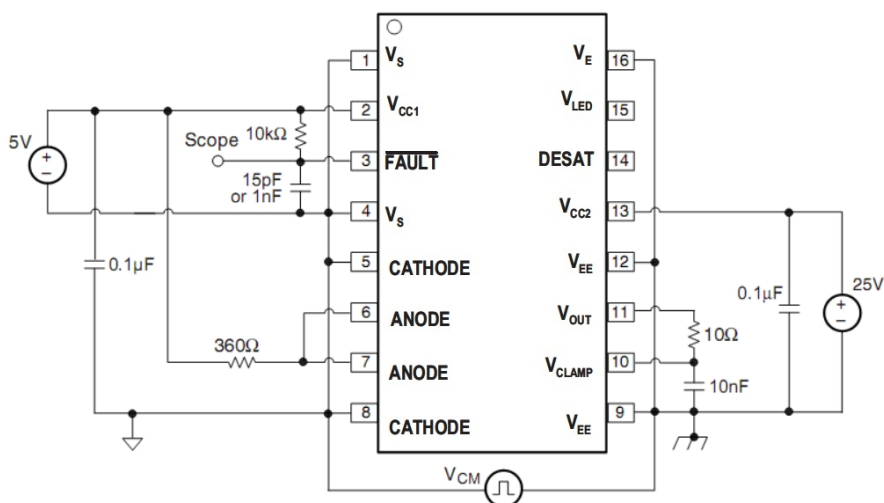 1 V_S
V_E 16
2 V_CC1
V_LED 15
5V
+
−
Scope
10kΩ
3 F̅A̅U̅L̅T̅
DESAT 14
15pF
or 1nF
4 V_S
V_CC2 13
0.1µF
5 CATHODE
V_EE 12
0.1µF
25V
+
−
6 ANODE
V_OUT 11
10Ω
360Ω
7 ANODE
V_CLAMP 10
10nF
8 CATHODE
V_EE 9
V_CM